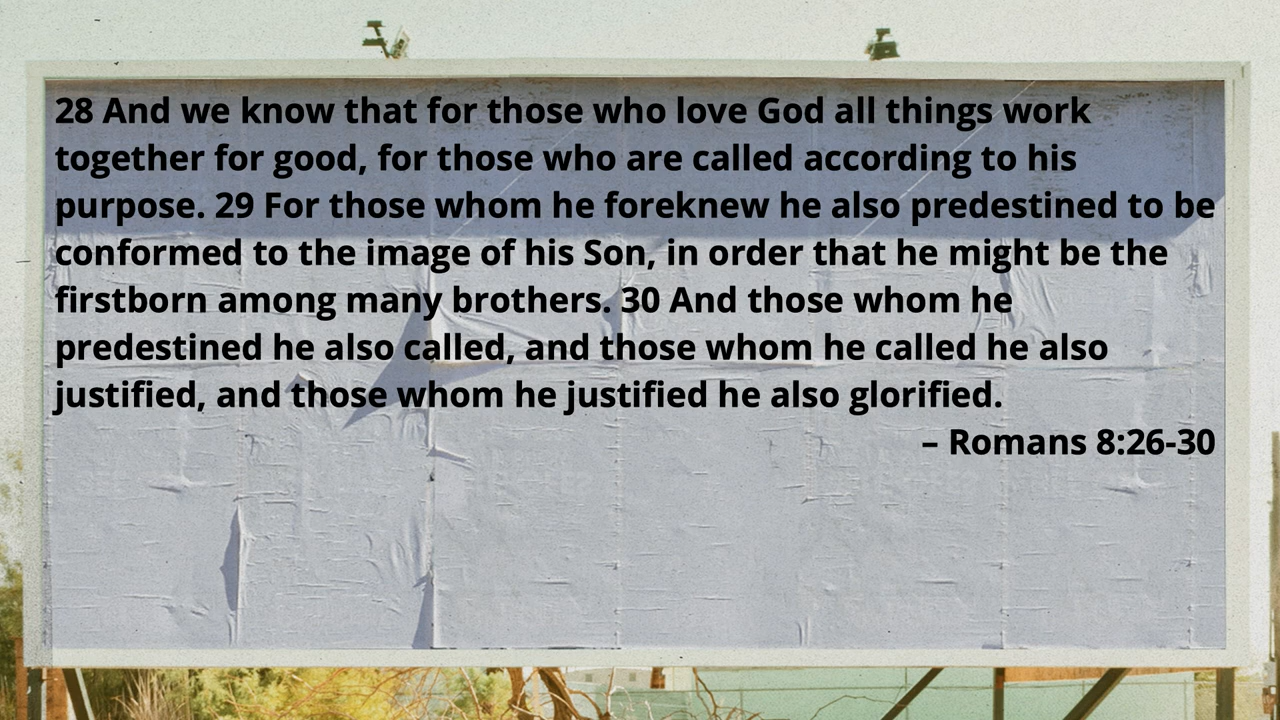 28 And we know that for those who love God all things work
together for good, for those who are called according to his
purpose. 29 For those whom he foreknew he also predestined to be
conformed to the image of his Son, in order that he might be the
firstborn among many brothers. 30 And those whom he
predestined he also called, and those whom he called he also
justified, and those whom he justified he also glorified.
– Romans 8:26-30